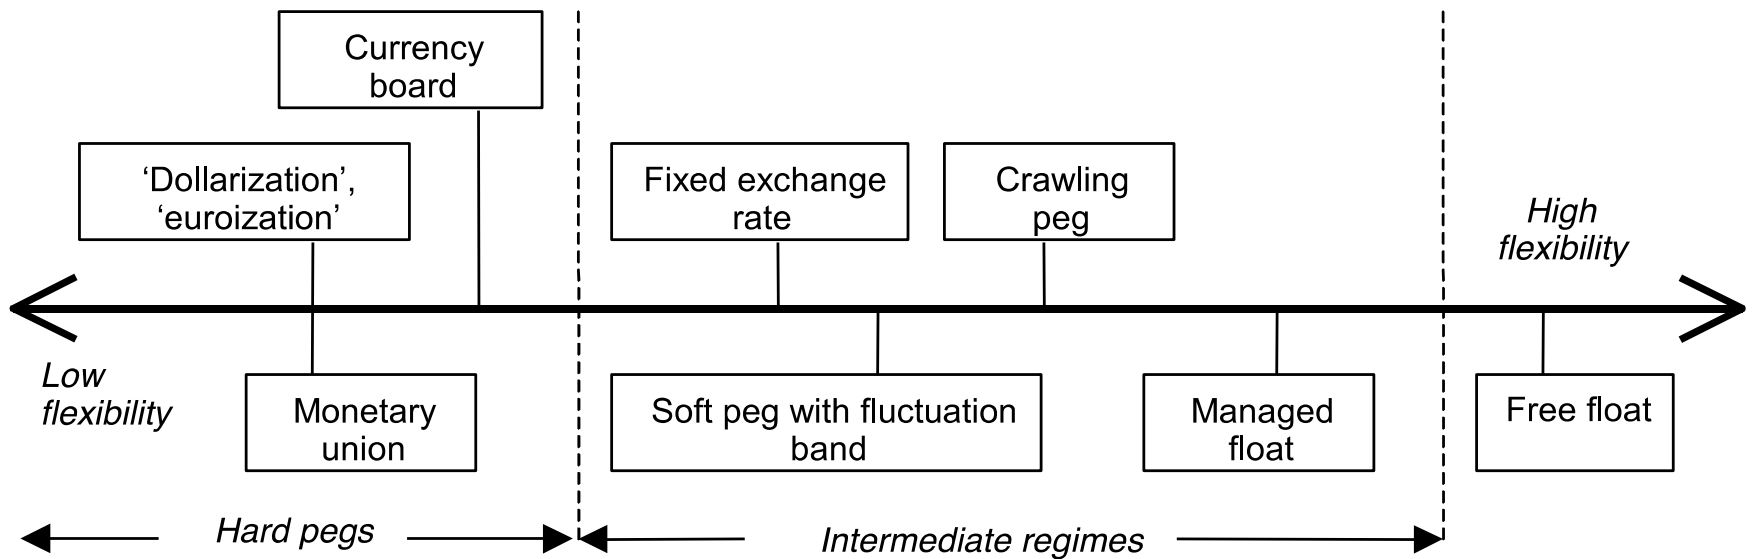 Currency
board
‘Dollarization’,
‘euroization’
Fixed exchange
rate
Crawling
peg
High
flexibility
Low
flexibility
Monetary
union
Soft peg with fluctuation
band
Managed
float
Free float
Hard pegs
Intermediate regimes